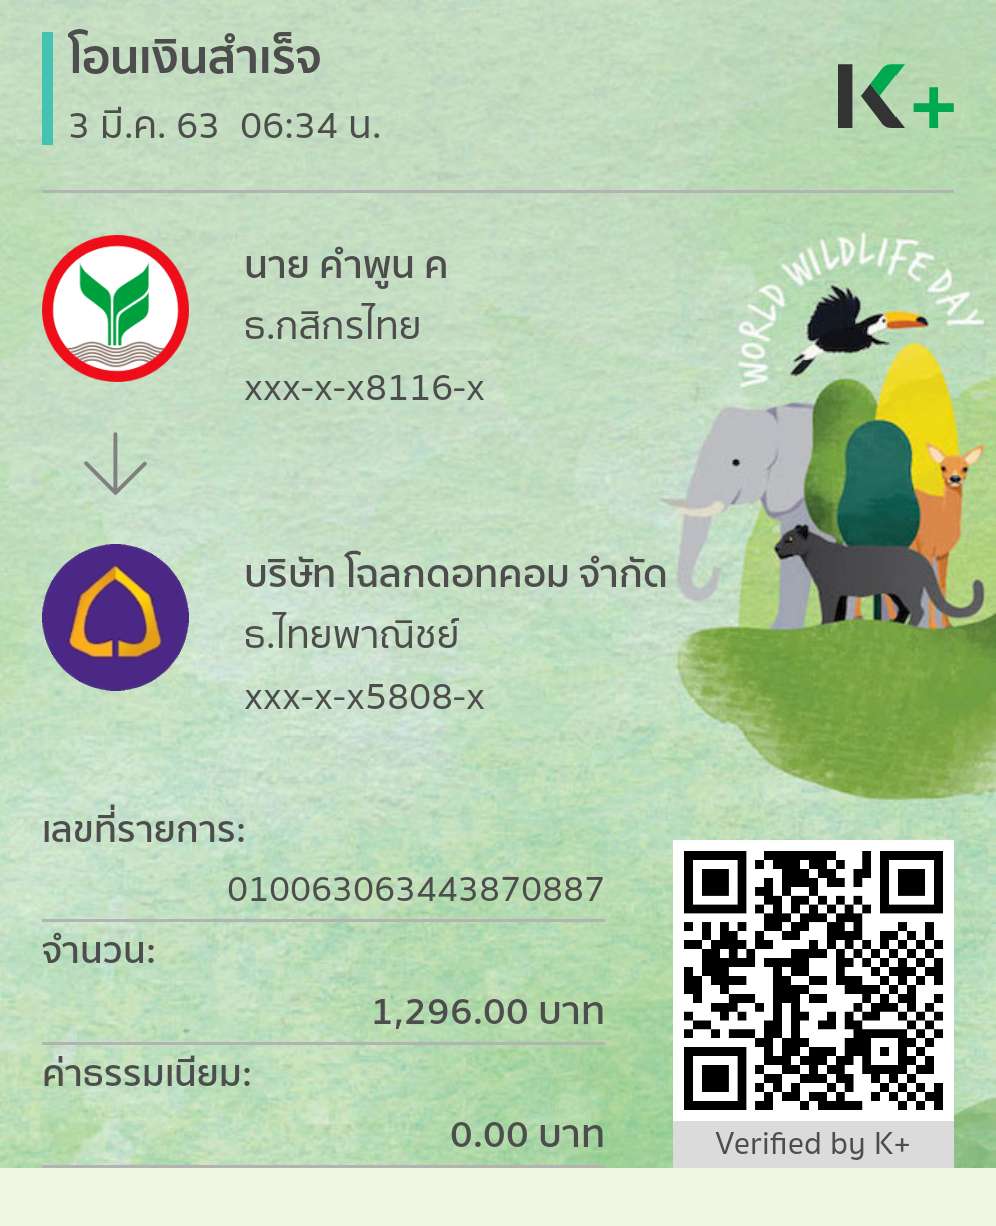 โอนเงินสำเร็จ
3 มี.ค. 63 06:34 น.
K+
นาย คำพูน ค
ธ.กสิกรไทย
xxx-x-x8116-x
WORLD WILDLIFE DAY
บริษัท โฉลกดอทคอม จำกัด
ธ.ไทยพาณิชย์
xxx-x-x5808-x
เลขที่รายการ:
010063063443870887
จำนวน:
1,296.00 บาท
ค่าธรรมเนียม:
0.00 บาท
Verified by K+